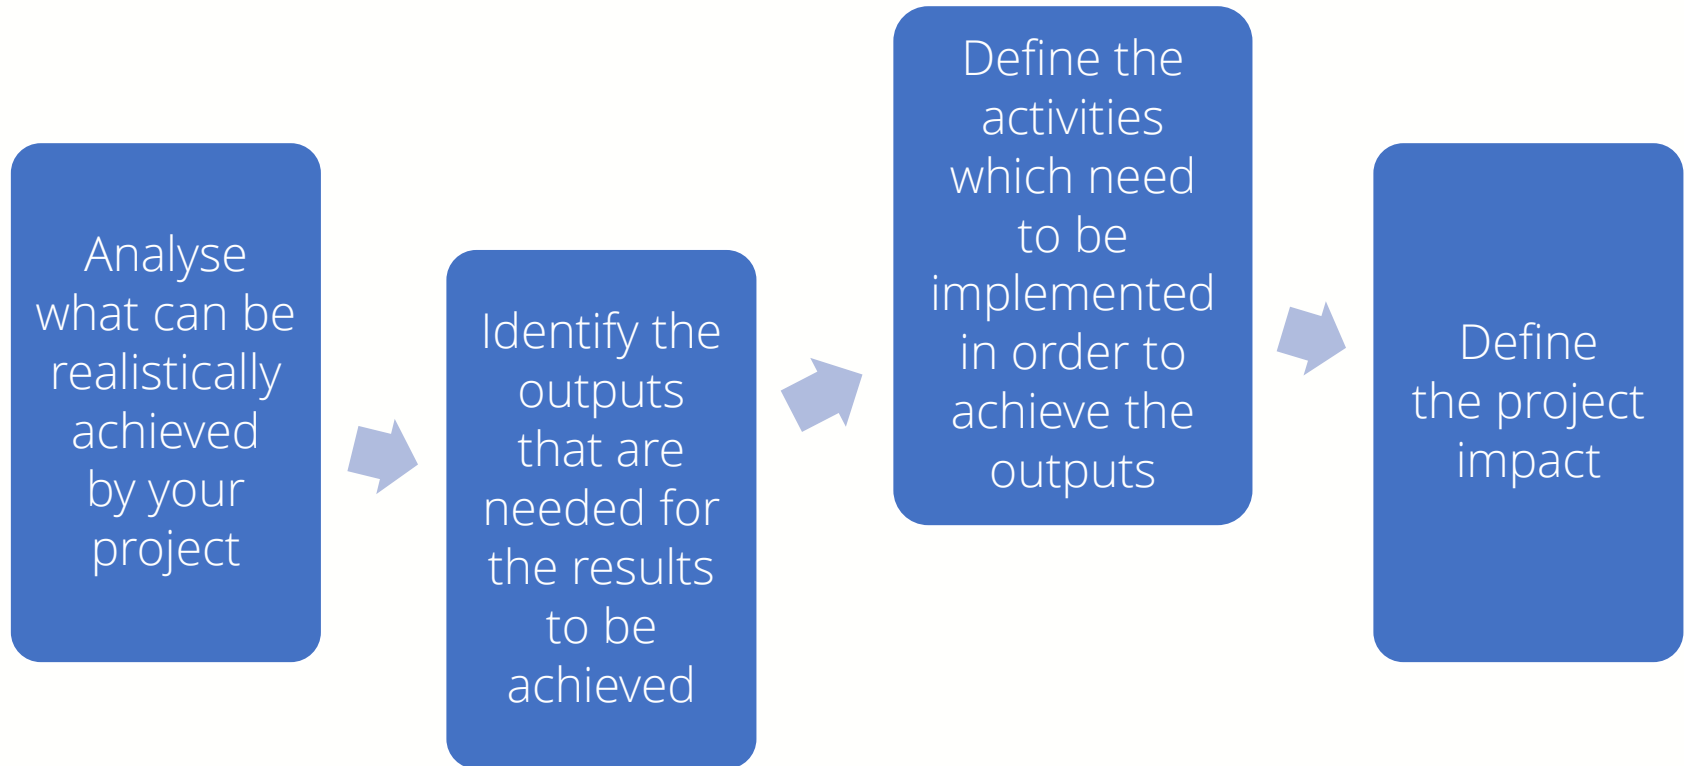 Analyse
what can be
realistically
achieved
by your
project
Identify the
outputs
that are
needed for
the results
to be
achieved
Define the
activities
which need
to be
implemented
in order to
achieve the
outputs
Define
the project
impact